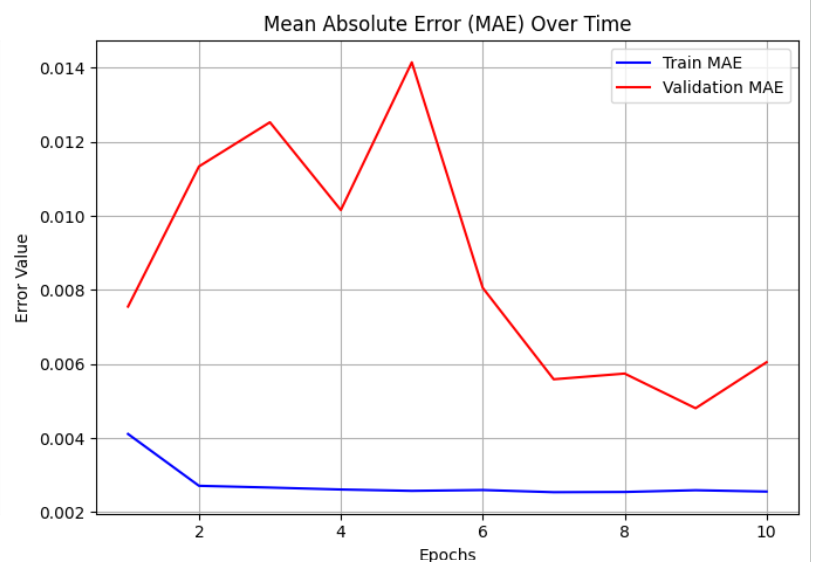 Mean Absolute Error (MAE) Over Time
Train MAE
Validation MAE
0.014
0.012
0.010
0.008
0.006
0.004
0.002
Error Value
2 4 6 8 10
Epochs